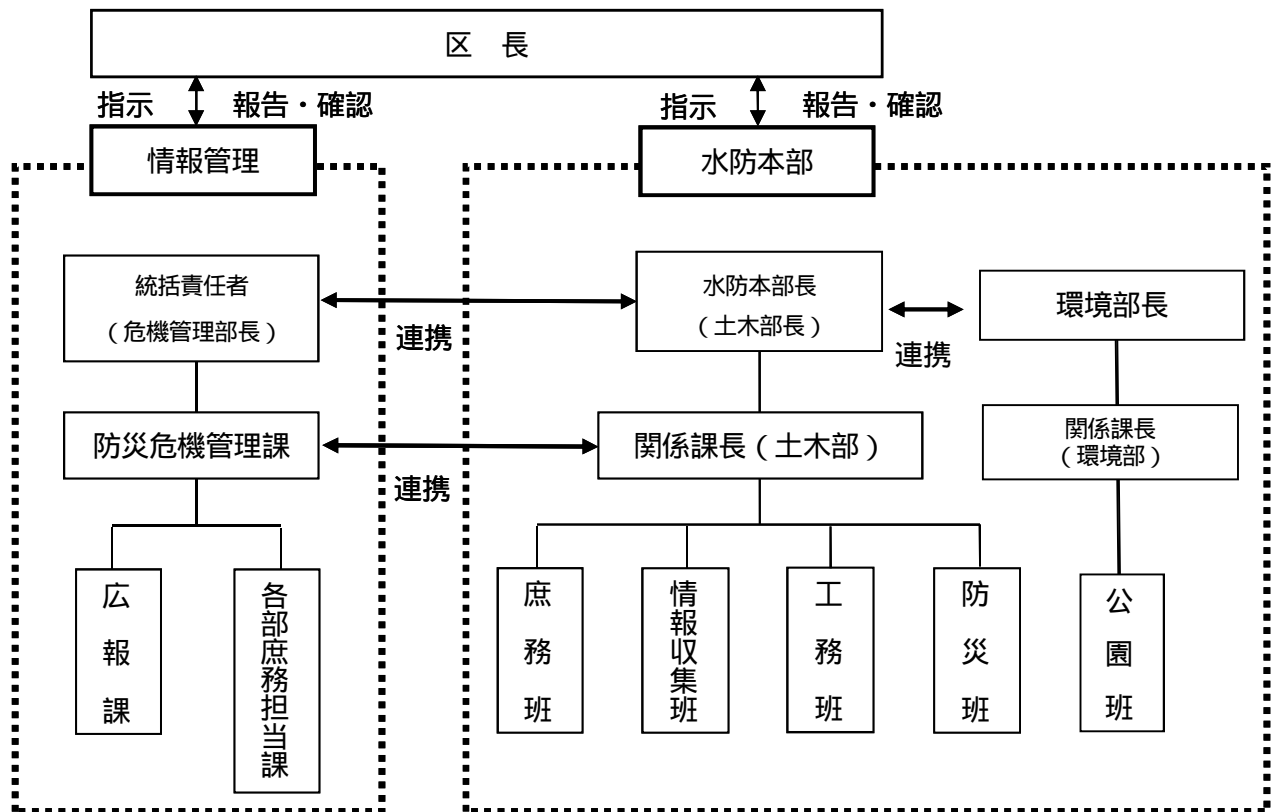 区 長
指示 報告・確認
指示 報告・確認
情報管理
水防本部
統括責任者
（危機管理部長）
連携
水防本部長
（土木部長）
連携
環境部長
防災危機管理課
連携
関係課長（土木部）
関係課長
（環境部）
広報課
各部庶務担当課
庶務班
情報収集班
工務班
防災班
公園班